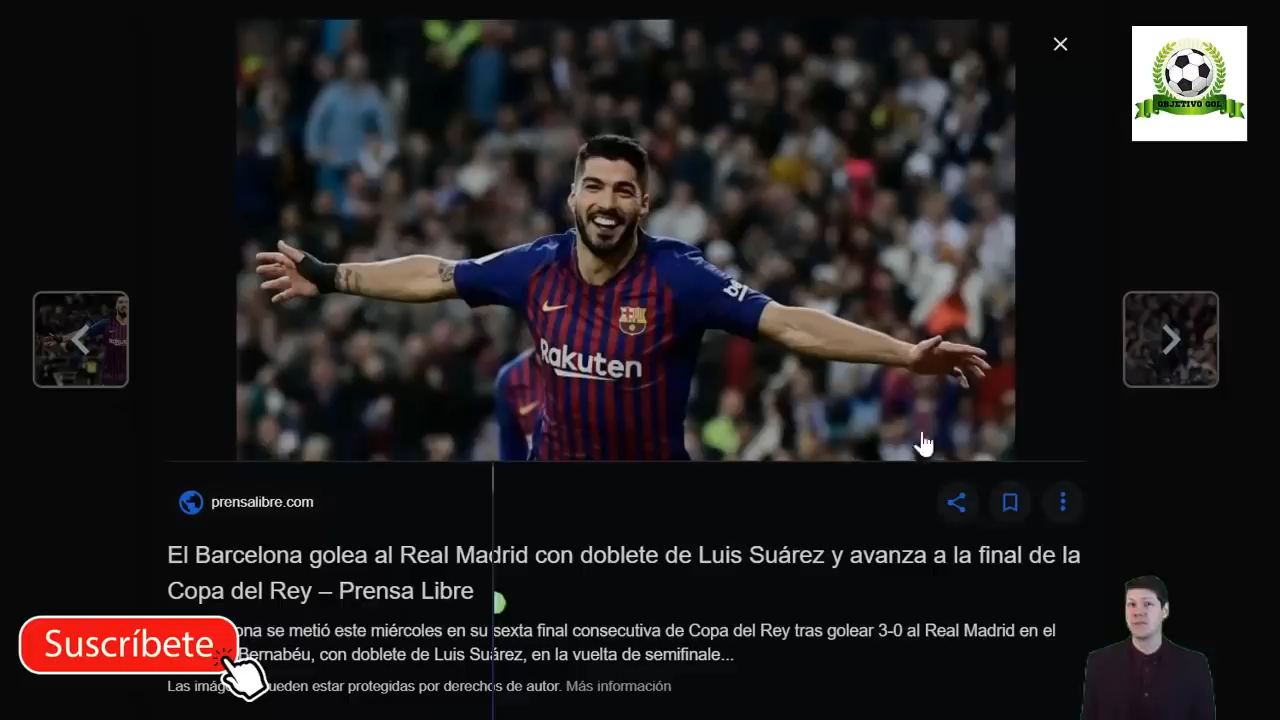 OBJETIVO GOL
Rakuten
prensalibre.com
El Barcelona golea al Real Madrid con doblete de Luis Suárez y avanza a la final de la
Copa del Rey – Prensa Libre
ona se metió este miércoles en su sexta final consecutiva de Copa del Rey tras golear 3-0 al Real Madrid en el
Suscríbete
Bernabéu, con doblete de Luis Suárez, en la vuelta de semifinale...
Las imág ueden estar protegidas por derechos de autor. Más información